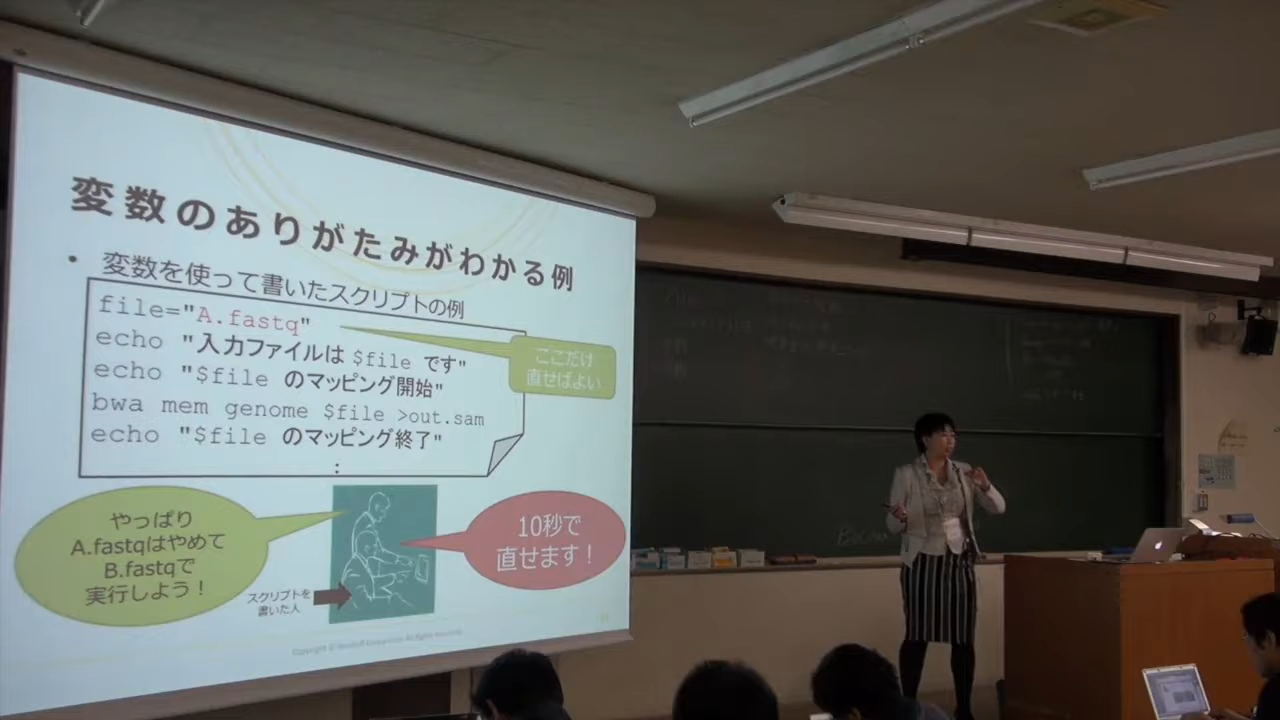 変数のありがたみがわかる例
• 変数を使って書いたスクリプトの例
file="A.fastq"
echo "入力ファイルは $file です"
echo "$file のマッピング開始"
bwa mem genome $file >out.sam
echo "$file のマッピング終了"
:
ここだけ
直せばよい
やっぱり
A.fastqはやめて
B.fastqで
実行しよう！
10秒で
直せます！
スクリプトを
書いた人